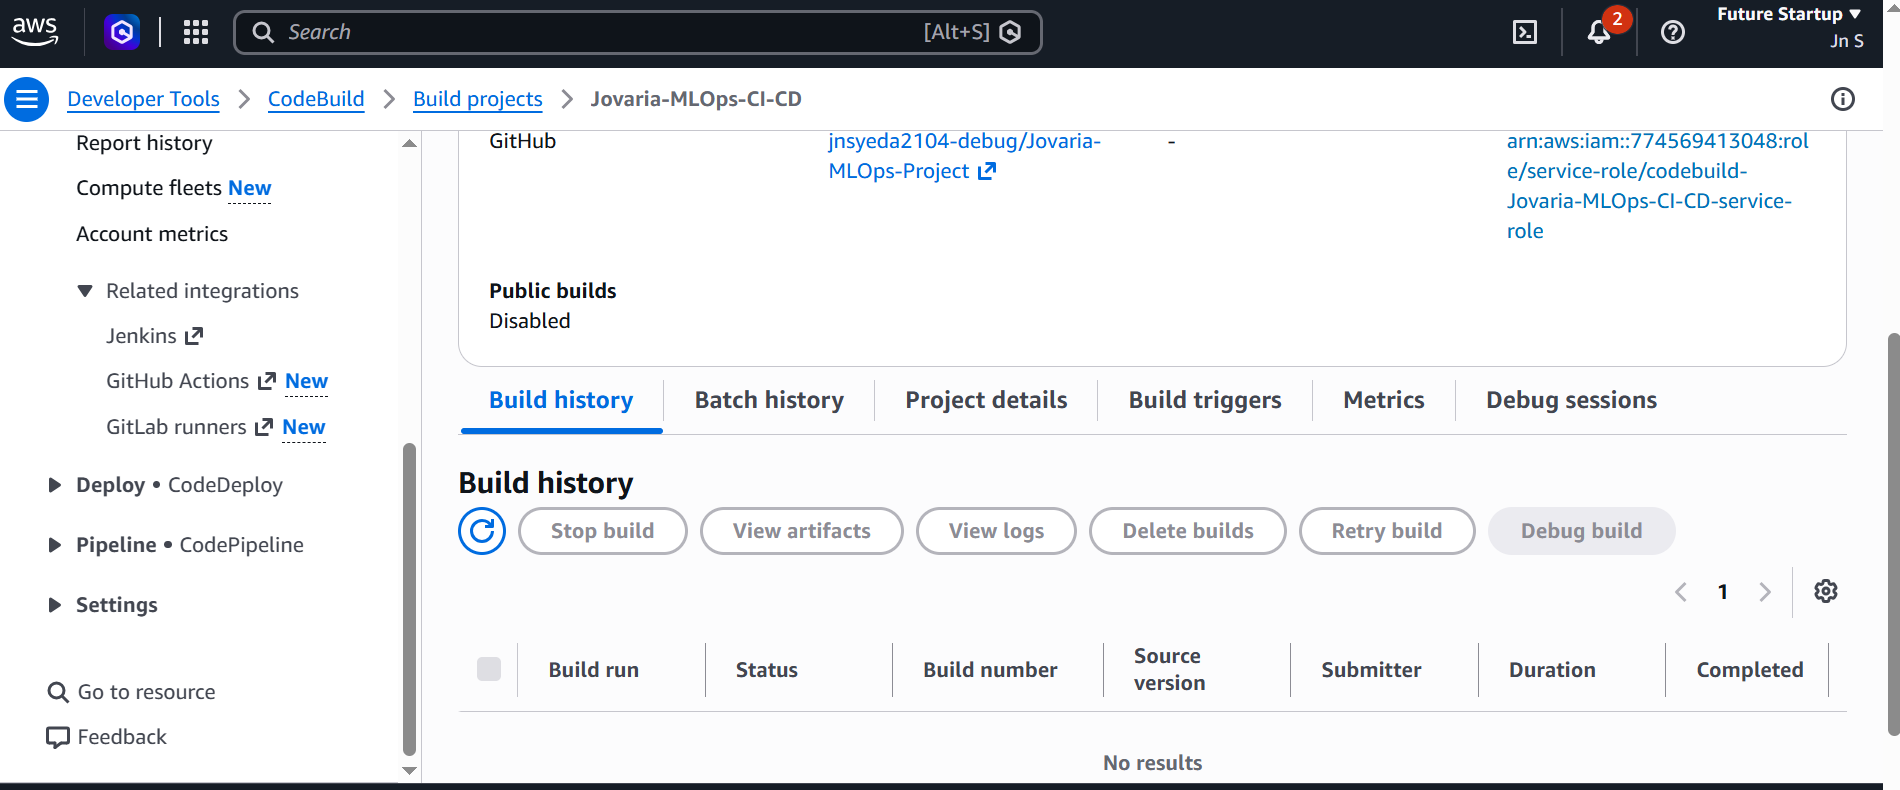 aws
Search
[Alt+S]
2
Future Startup
Jn S
Developer Tools
CodeBuild
Build projects
Jovaria-MLOps-CI-CD
Report history
Compute fleets New
Account metrics
Related integrations
Jenkins
GitHub Actions New
GitLab runners New
Deploy • CodeDeploy
Pipeline • CodePipeline
Settings
Go to resource
Feedback
GitHub
jnsyeda2104-debug/Jovaria-
MLOps-Project
-
arn:aws:iam::774569413048:rol
e/service-role/codebuild-
Jovaria-MLOps-CI-CD-service-
role
Public builds
Disabled
Build history
Batch history
Project details
Build triggers
Metrics
Debug sessions
Build history
Stop build
View artifacts
View logs
Delete builds
Retry build
Debug build
1
Build run
Status
Build number
Source
version
Submitter
Duration
Completed
No results